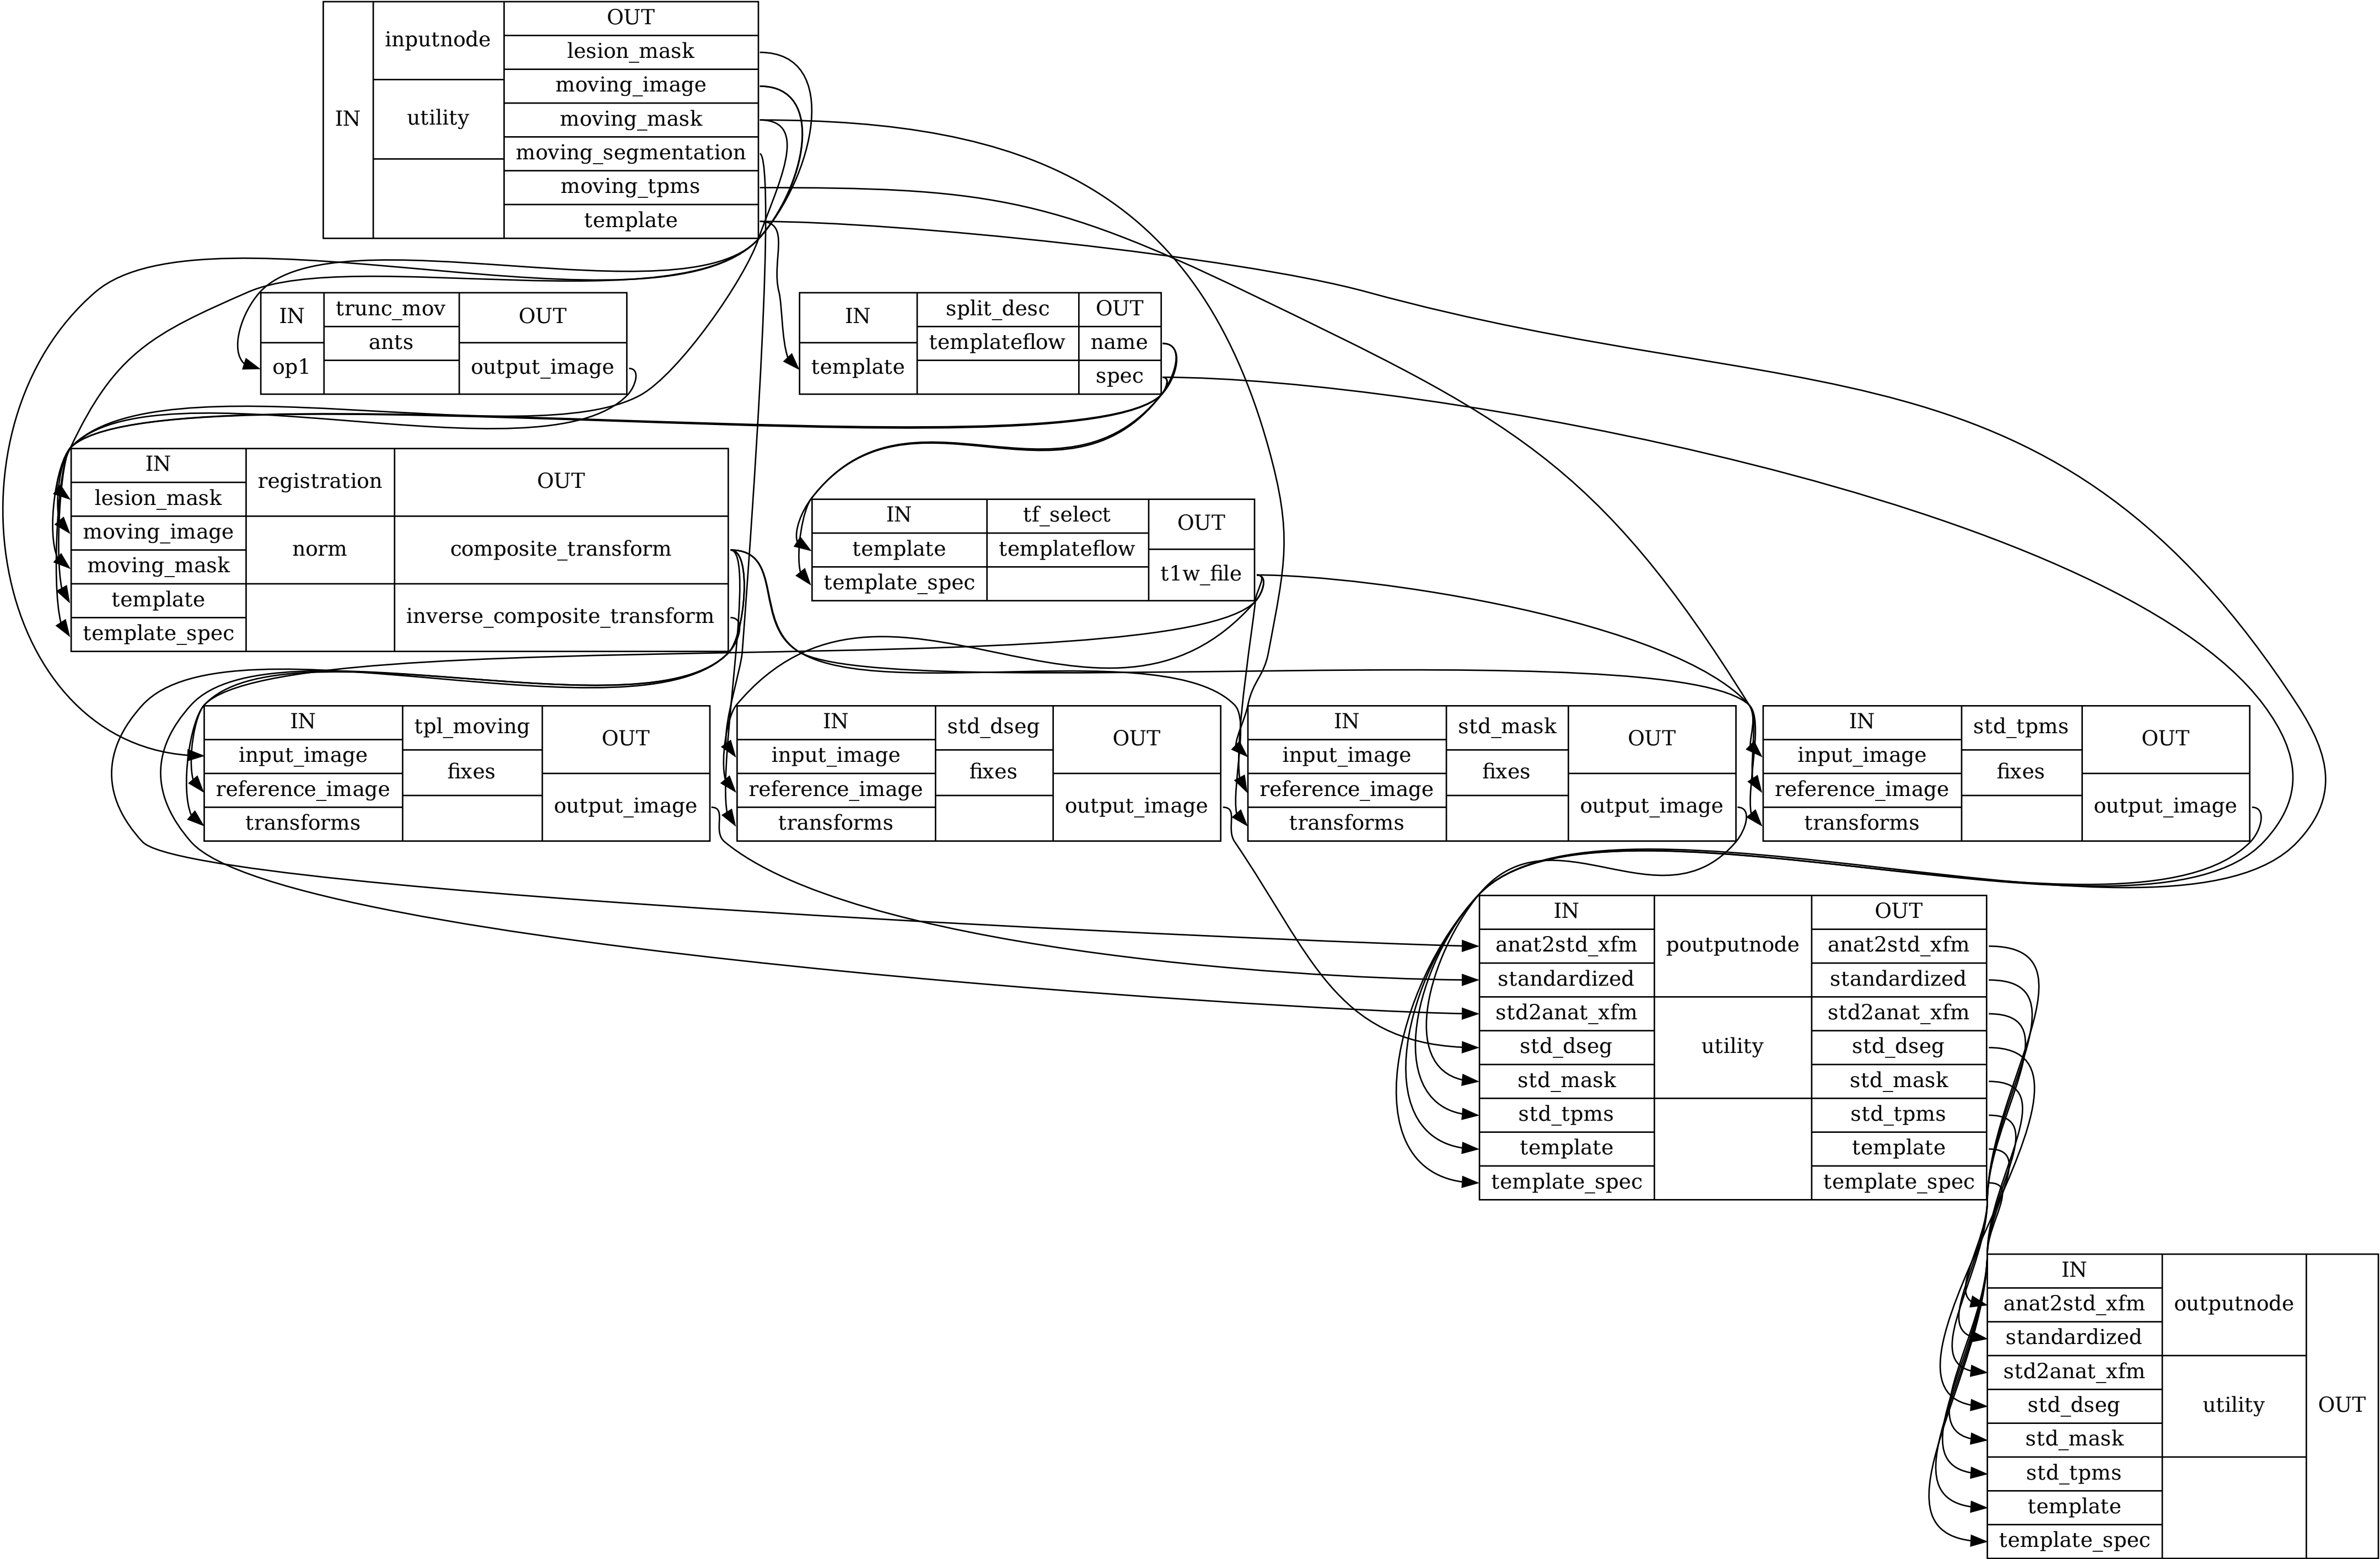 IN
inputnode
utility
OUT
lesion_mask
moving_image
moving_mask
moving_segmentation
moving_tpms
template
IN
op1
trunc_mov
ants
OUT
output_image
IN
template
split_desc
templateflow
OUT
name
spec
IN
lesion_mask
moving_image
moving_mask
template
template_spec
registration
norm
OUT
composite_transform
inverse_composite_transform
IN
template
template_spec
tf_select
templateflow
OUT
t1w_file
IN
input_image
reference_image
transforms
tpl_moving
fixes
OUT
output_image
IN
input_image
reference_image
transforms
std_dseg
fixes
OUT
output_image
IN
input_image
reference_image
transforms
std_mask
fixes
OUT
output_image
IN
input_image
reference_image
transforms
std_tpms
fixes
OUT
output_image
IN
anat2std_xfm
standardized
std2anat_xfm
std_dseg
std_mask
std_tpms
template
template_spec
poutputnode
utility
OUT
anat2std_xfm
standardized
std2anat_xfm
std_dseg
std_mask
std_tpms
template
template_spec
IN
anat2std_xfm
standardized
std2anat_xfm
std_dseg
std_mask
std_tpms
template
template_spec
outputnode
utility
OUT